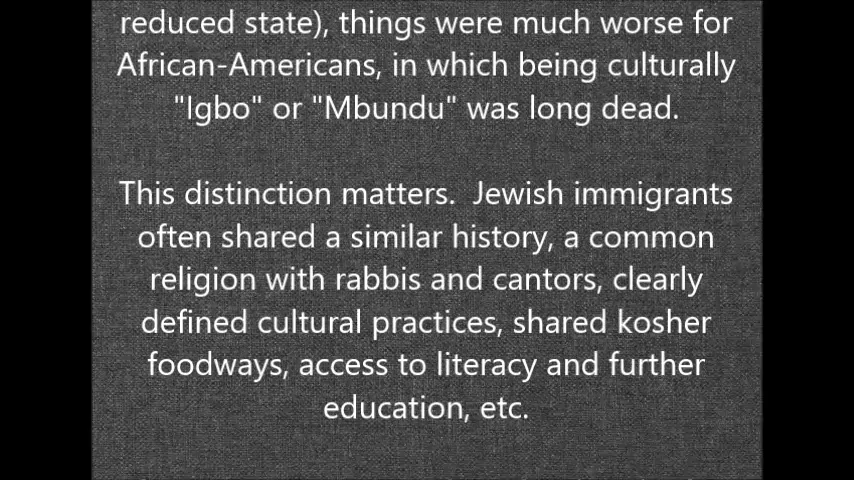 reduced state), things were much worse for
African-Americans, in which being culturally
"Igbo" or "Mbundu" was long dead.
This distinction matters.  Jewish immigrants
often shared a similar history, a common
religion with rabbis and cantors, clearly
defined cultural practices, shared kosher
foodways, access to literacy and further
education, etc.